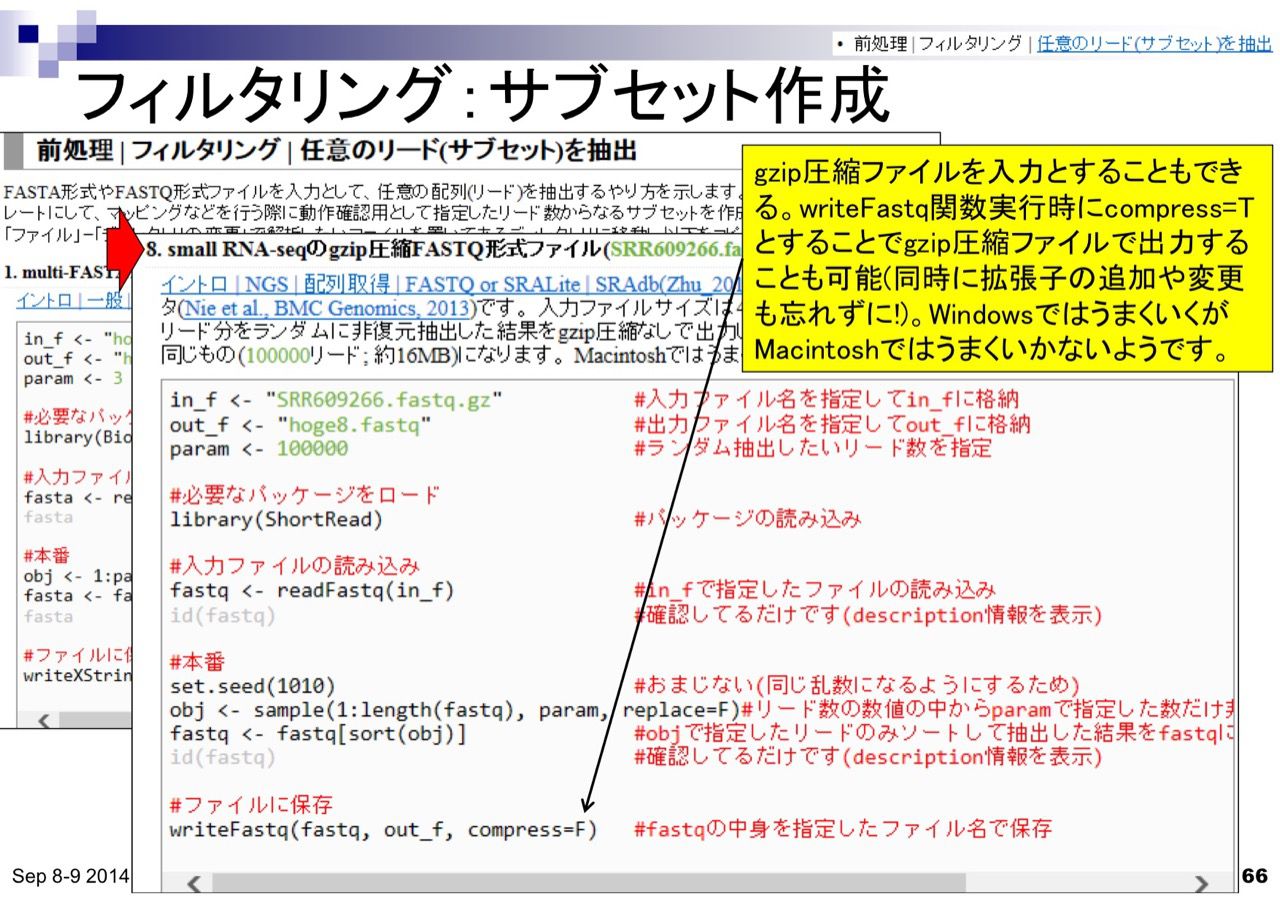 • 前処理 | フィルタリング | 任意のリード(サブセット)を抽出
フィルタリング：サブセット作成
前処理 | フィルタリング | 任意のリード(サブセット)を抽出
FASTA形式やFASTQ形式ファイルを入力として、任意の配列(リード)を抽出するやり方を示します。
レートにして、マッピングなどを行う際に動作確認用として指定したリード数からなるサブセットを作成
「ファイル」－「
8. small RNA-seqのgzip圧縮FASTQ形式ファイル(SRR609266.fa
1. multi-FAST
イントロ | 一般 |
in_f <- "ho
out_f <- "h
param <- 3
#必要なパッケ
library(Bio
#入力ファイル
fasta <- re
fasta
#本番
obj <- 1:pa
fasta <- fa
fasta
#ファイルに保
writeXStrin
イントロ | NGS | 配列取得 | FASTQ or SRALite | SRAdb(Zhu_201
タ(Nie et al., BMC Genomics, 2013)です。入力ファイルサイズは4
リード分をランダムに非復元抽出した結果をgzip圧縮なしで出力し
同じもの(100000リード; 約16MB)になります。Macintoshではうま
gzip圧縮ファイルを入力とすることもでき
る。writeFastq関数実行時にcompress=T
とすることでgzip圧縮ファイルで出力する
ことも可能(同時に拡張子の追加や変更
も忘れずに!)。Windowsではうまくいくが
Macintoshではうまくいかないようです。
in_f <- "SRR609266.fastq.gz" #入力ファイル名を指定してin_fに格納
out_f <- "hoge8.fastq" #出力ファイル名を指定してout_fに格納
param <- 100000 #ランダム抽出したいリード数を指定
#必要なパッケージをロード
library(ShortRead) #パッケージの読み込み
#入力ファイルの読み込み
fastq <- readFastq(in_f) #in_fで指定したファイルの読み込み
id(fastq) #確認してるだけです(description情報を表示)
#本番
set.seed(1010) #おまじない(同じ乱数になるようにするため)
obj <- sample(1:length(fastq), param, replace=F)#リード数の数値の中からparamで指定した数だけ非
fastq <- fastq[sort(obj)] #objで指定したリードのみソートして抽出した結果をfastqに
id(fastq) #確認してるだけです(description情報を表示)
#ファイルに保存
writeFastq(fastq, out_f, compress=F) #fastqの中身を指定したファイル名で保存
Sep 8-9 2014
66